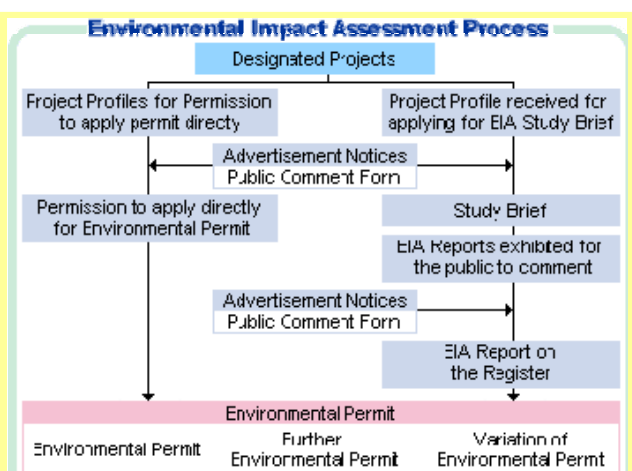 Environmental Impact Assessment Process
Designated Projects
Project Profiles for Permission
to apply permit directy
Project Profile received for
applying for EIA Study Brief
Advertisement Notices
Public Comment Form
Permission to apply directly
for Environmental Permit
Study Brief
EIA Reports exhibited for
the public to comment
Advertisement Notices
Public Comment Form
EIA Report on
the Register
Environmental Permit
Environmental Permit
Further
Environmental Permit
Variation of
Environmental Permit